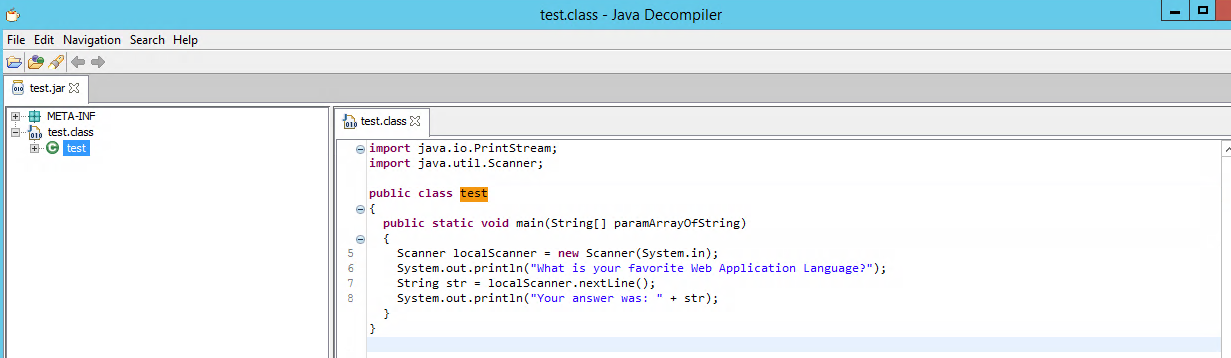 test.class - Java Decompiler
File Edit Navigation Search Help
test.jar
META-INF
test.class
test
test.class
import java.io.PrintStream;
import java.util.Scanner;
public class test
{
public static void main(String[] paramArrayOfString)
{
5 Scanner localScanner = new Scanner(System.in);
6 System.out.println("What is your favorite Web Application Language?");
7 String str = localScanner.nextLine();
8 System.out.println("Your answer was: " + str);
}
}